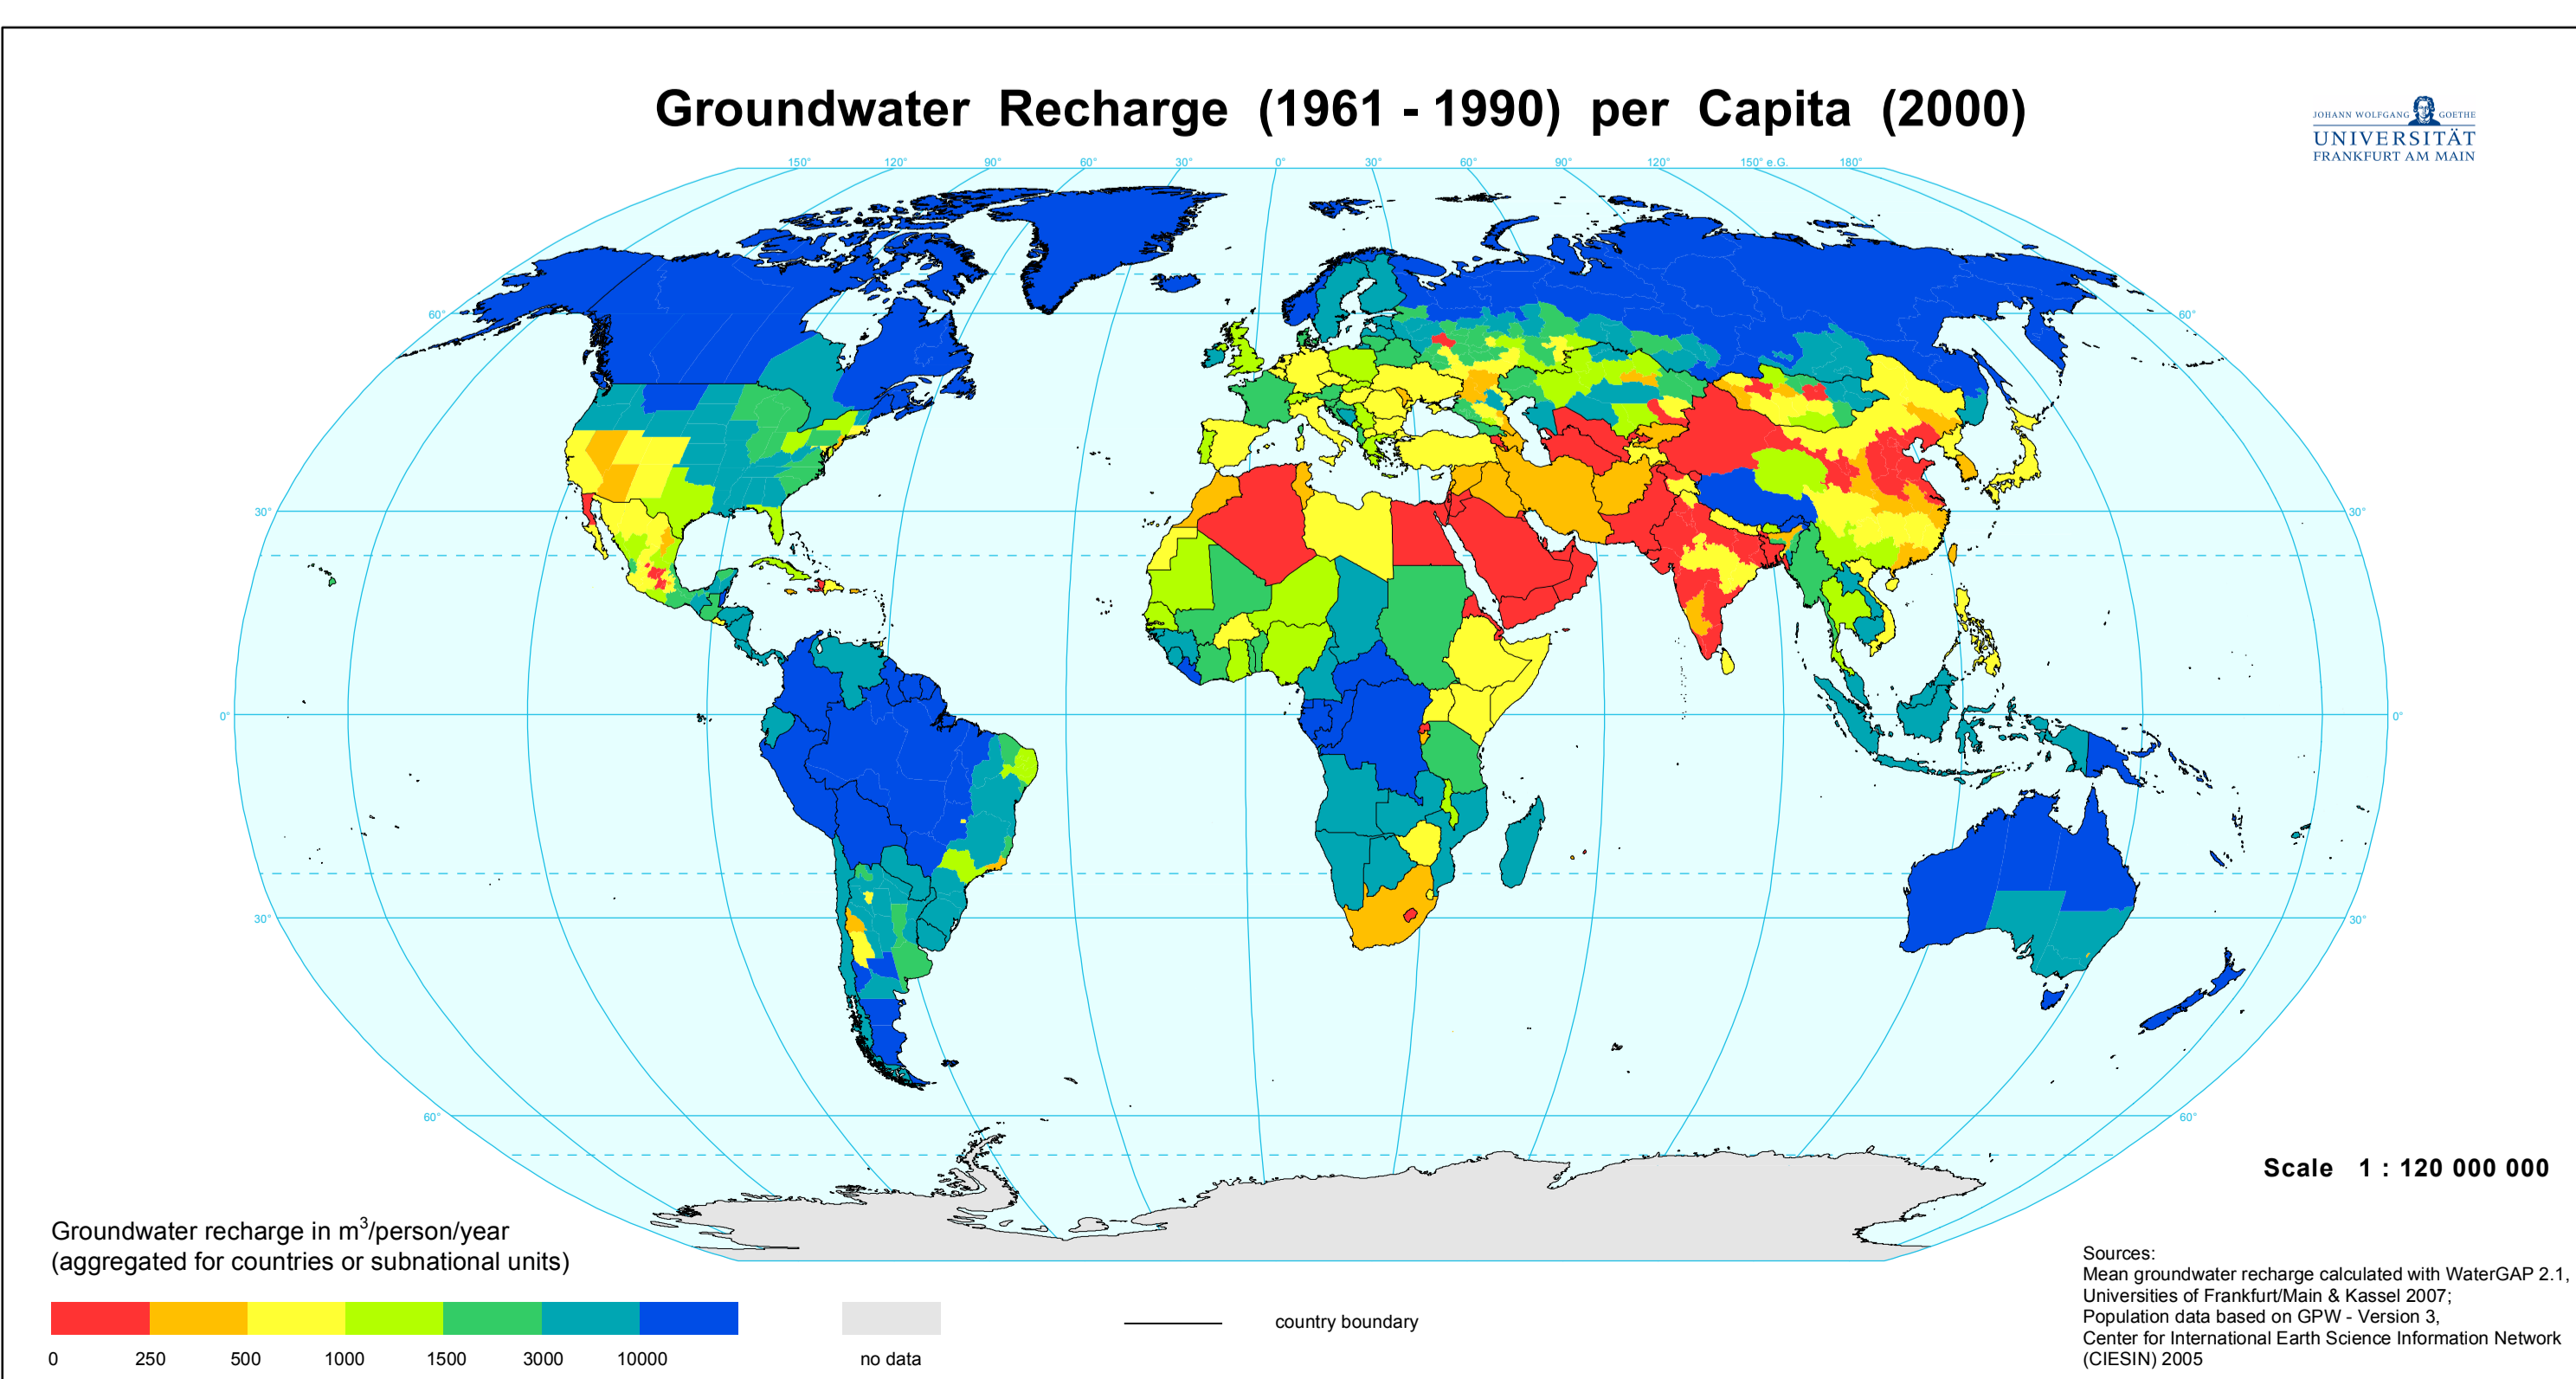 Groundwater Recharge (1961 - 1990) per Capita (2000)
JOHANN WOLFGANG GOETHE
UNIVERSITÄT
FRANKFURT AM MAIN
150° 120° 90° 60° 30° 0° 30° 60° 90° 120° 150° e.G. 180°
60° 60°
30° 30°
0° 0°
30° 30°
60° 60°
Scale 1 : 120 000 000
Groundwater recharge in m³/person/year
(aggregated for countries or subnational units)
0 250 500 1000 1500 3000 10000
no data
country boundary
Sources:
Mean groundwater recharge calculated with WaterGAP 2.1,
Universities of Frankfurt/Main & Kassel 2007;
Population data based on GPW - Version 3,
Center for International Earth Science Information Network
(CIESIN) 2005